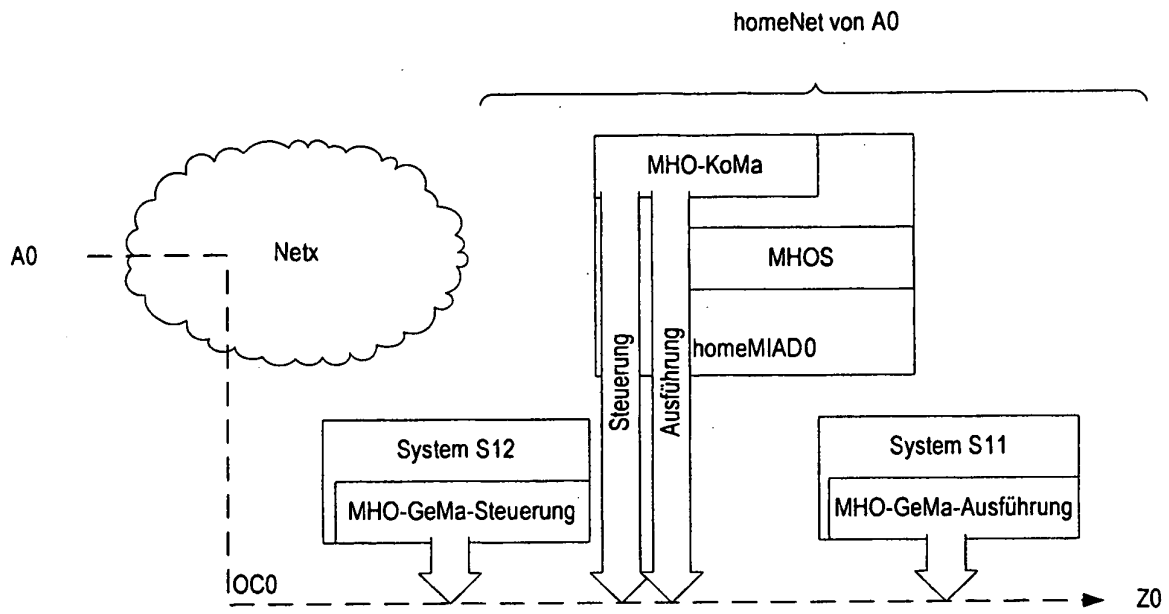 homeNet von A0
MHO-KoMa
A0
Netx
MHOS
homeMIAD0
Steuerung
Ausführung
System S12
System S11
MHO-GeMa-Steuerung
MHO-GeMa-Ausführung
OC0
Z0